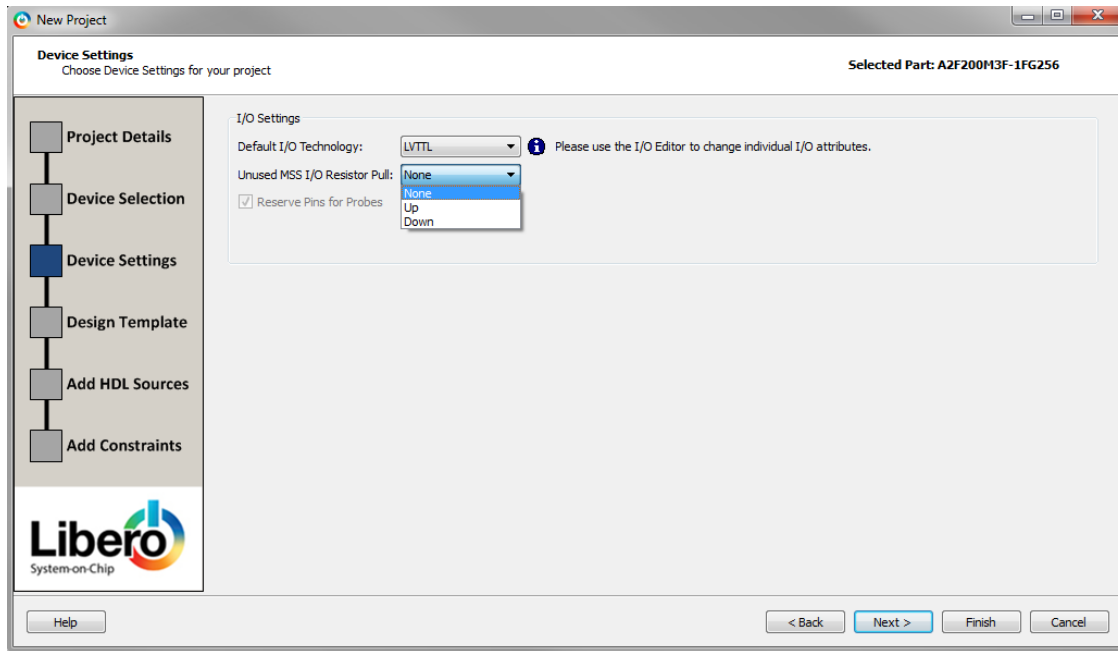 New Project
Device Settings
Choose Device Settings for your project
Selected Part: A2F200M3F-1FG256
Project Details
Device Selection
Device Settings
Design Template
Add HDL Sources
Add Constraints
Libero
System-on-Chip
I/O Settings
Default I/O Technology: LVTTL Please use the I/O Editor to change individual I/O attributes.
Unused MSS I/O Resistor Pull: None
None
Reserve Pins for Probes Up
Down
Help < Back Next > Finish Cancel